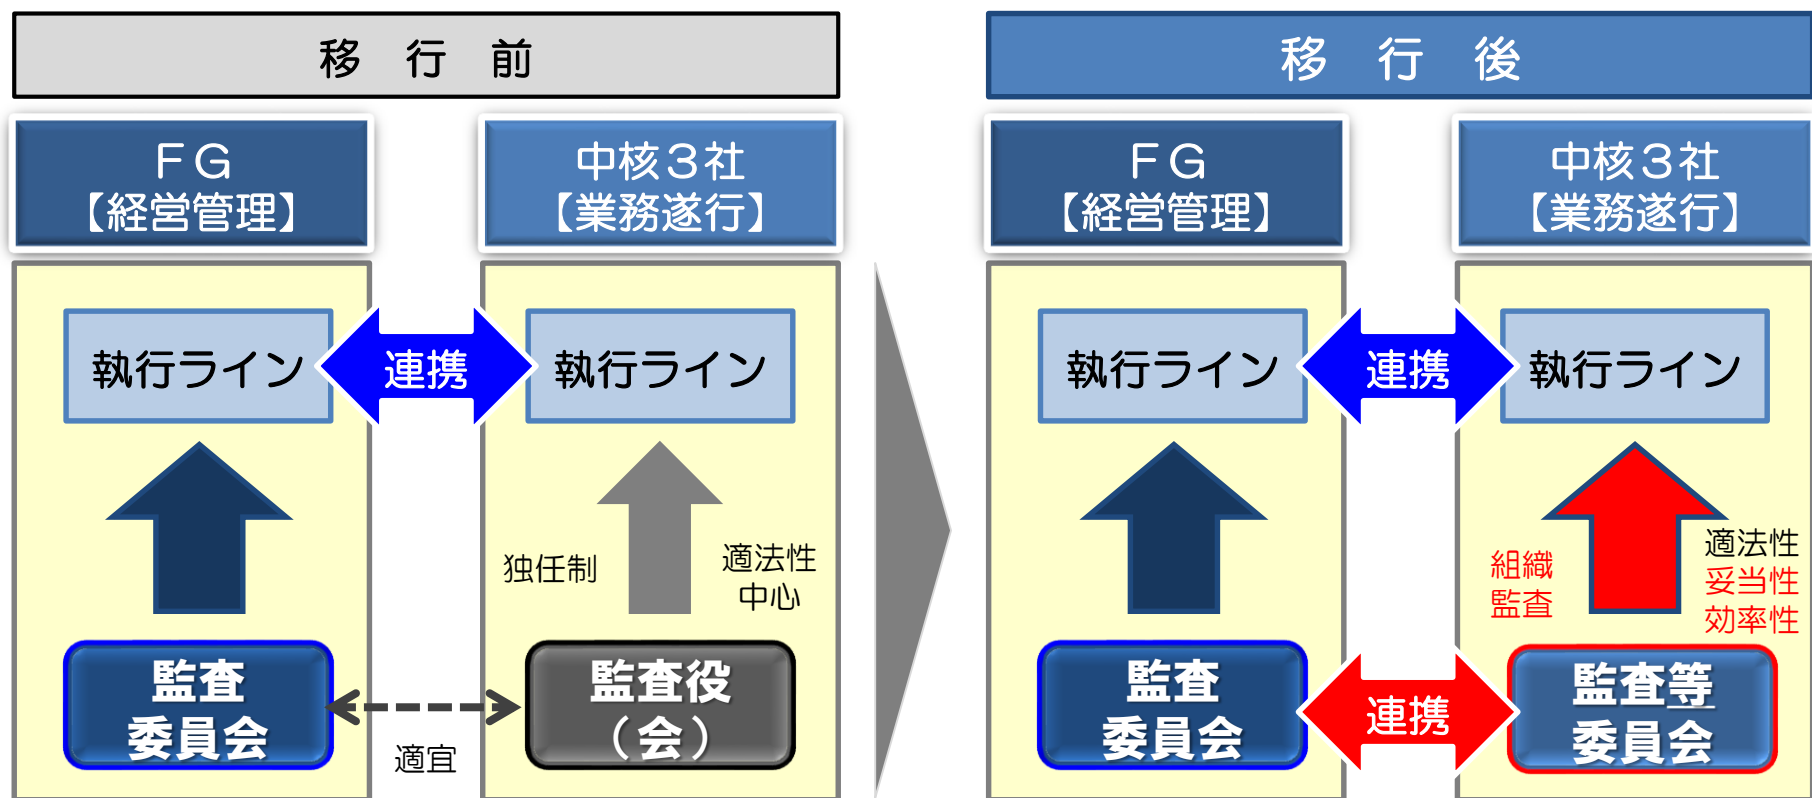 移行前
FG
【経営管理】
中核3社
【業務遂行】
執行ライン
連携
執行ライン
独任制
適法性
中心
監査
委員会
適宜
監査役
（会）
移行後
FG
【経営管理】
中核3社
【業務遂行】
執行ライン
連携
執行ライン
組織
監査
適法性
妥当性
効率性
監査
委員会
連携
監査等
委員会